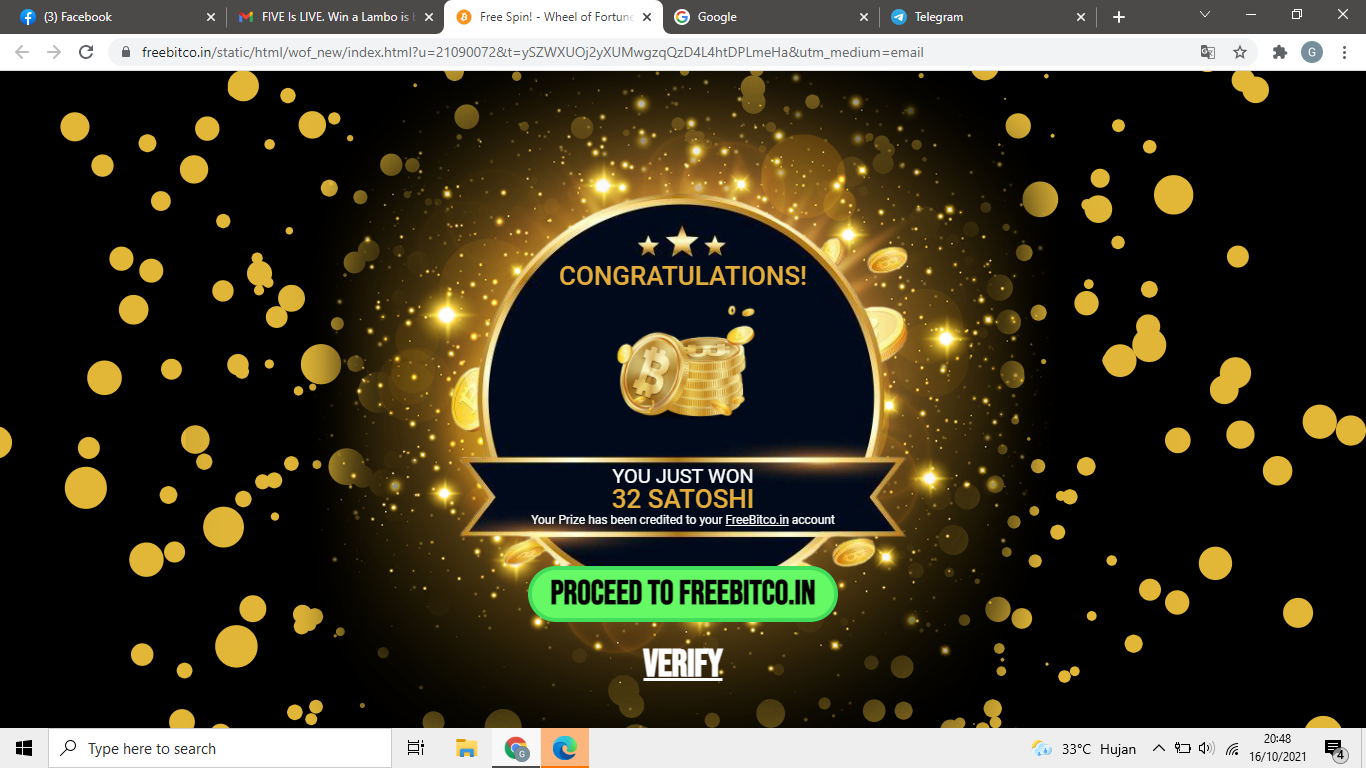 (3) Facebook
FIVE Is LIVE. Win a Lambo is
Free Spin! - Wheel of Fortune
Google
Telegram
freebitco.in/static/html/wof_new/index.html?u=21090072&t=ySZWXUOj2yXUMwgzqQzD4L4htDPLmeHa&utm_medium=email
G
CONGRATULATIONS!
YOU JUST WON
32 SATOSHI
Your Prize has been credited to your FreeBitco.in account
PROCEED TO FREEBITCO.IN
VERIFY
Type here to search
G
33°C Hujan
20:48
16/10/2021
4